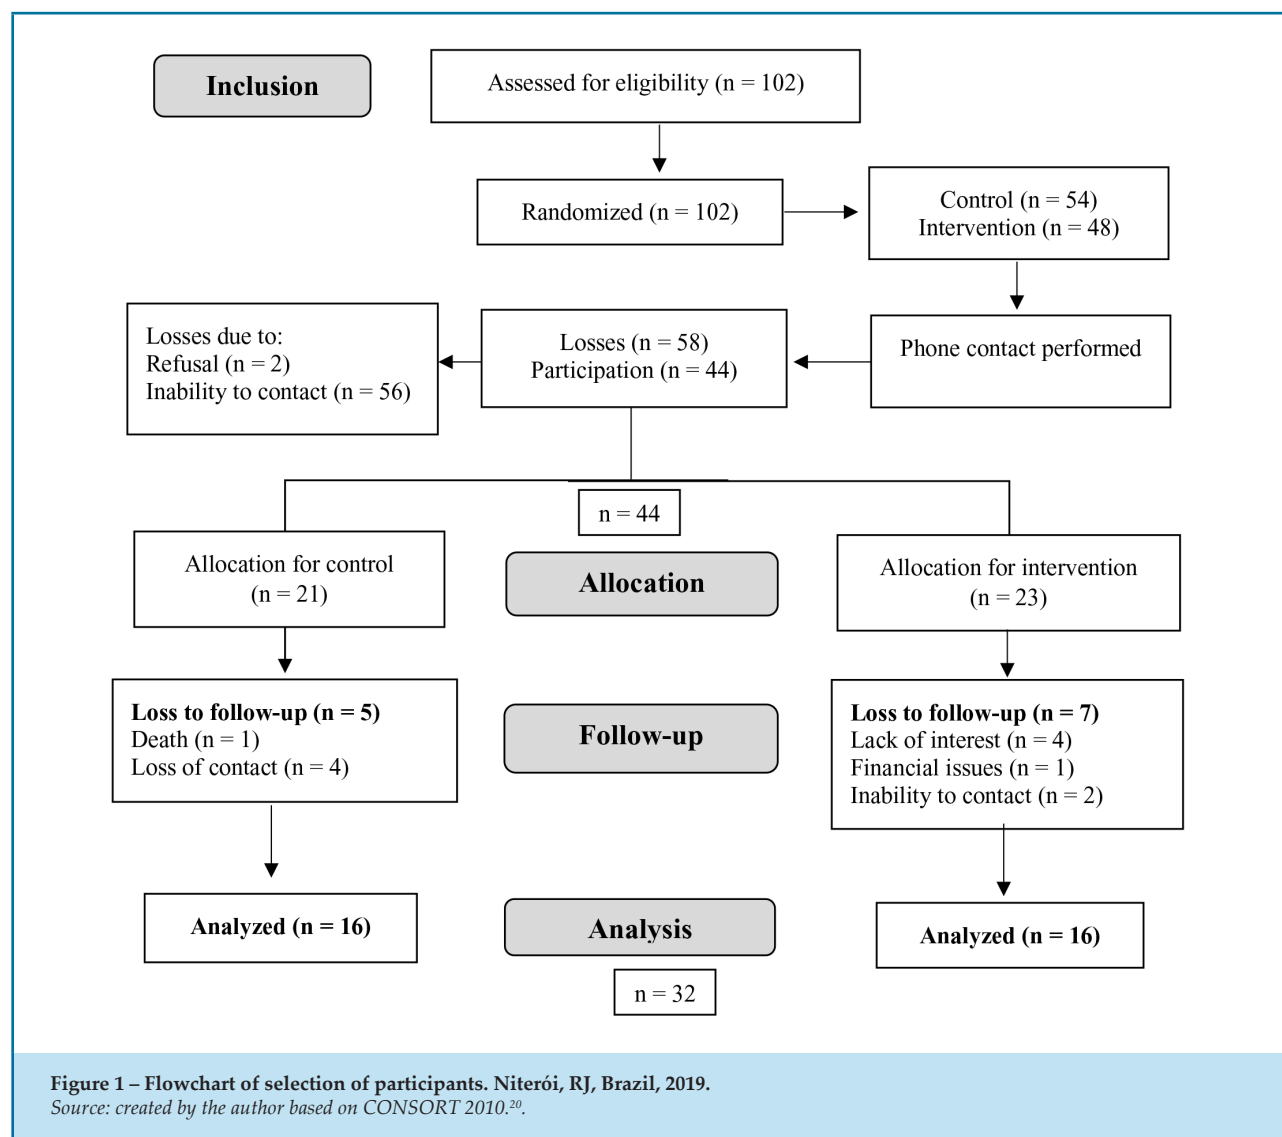 Inclusion
Assessed for eligibility (n = 102)
Randomized (n = 102)
Control (n = 54)
Intervention (n = 48)
Phone contact performed
Losses (n = 58)
Participation (n = 44)
Losses due to:
Refusal (n = 2)
Inability to contact (n = 56)
n = 44
Allocation for control
(n = 21)
Allocation
Allocation for intervention
(n = 23)
Loss to follow-up (n = 5)
Death (n = 1)
Loss of contact (n = 4)
Follow-up
Loss to follow-up (n = 7)
Lack of interest (n = 4)
Financial issues (n = 1)
Inability to contact (n = 2)
Analyzed (n = 16)
Analysis
Analyzed (n = 16)
n = 32
Figure 1 – Flowchart of selection of participants. Niterói, RJ, Brazil, 2019.
Source: created by the author based on CONSORT 2010.20.